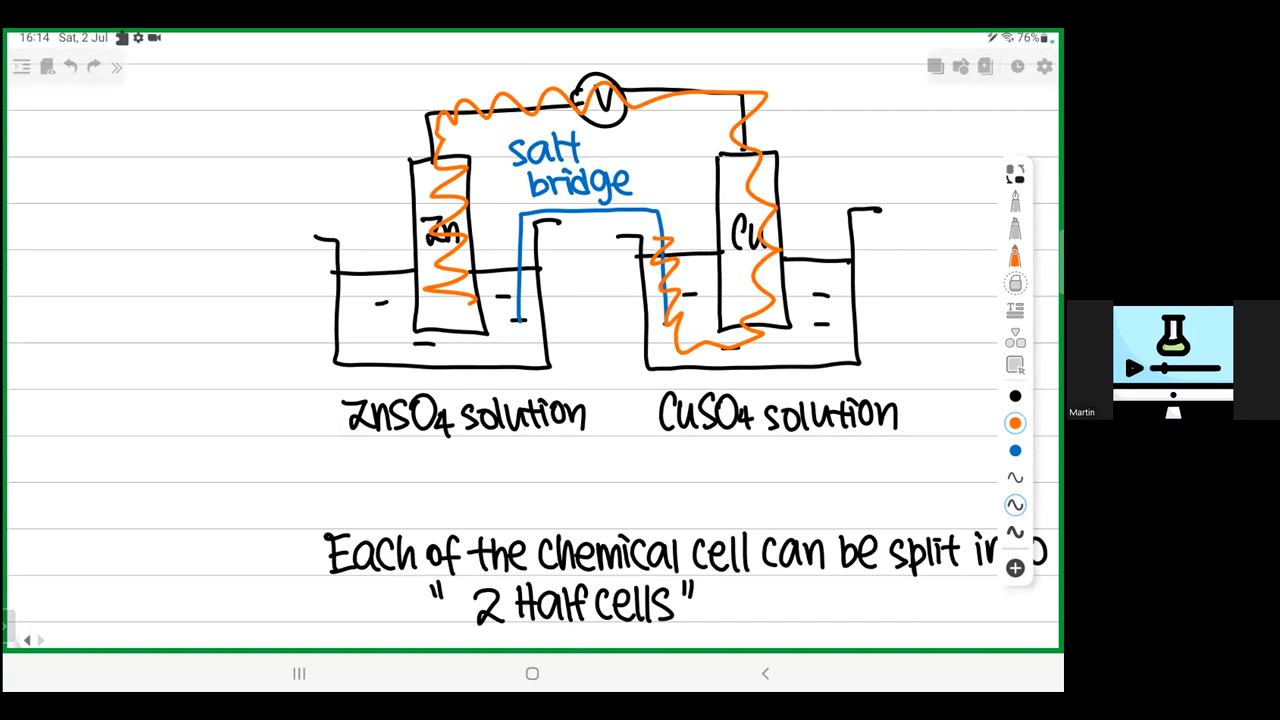 16:14 Sat, 2 Jul
76%
V
salt
bridge
Zn
Cu
ZnSO4 solution
CuSO4 solution
Martin
Each of the chemical cell can be split in
" 2 Half cells "